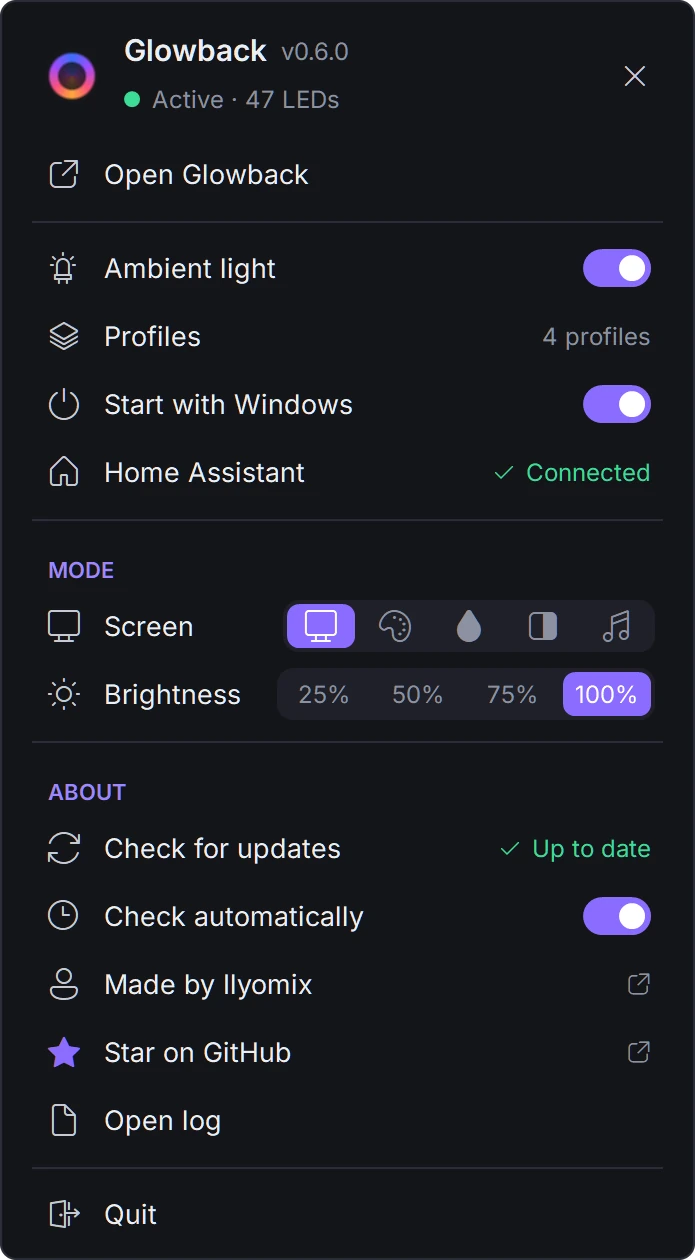 Glowback v0.6.0
Active · 47 LEDs
Open Glowback
Ambient light
Profiles 4 profiles
Start with Windows
Home Assistant Connected
MODE
Screen
Brightness 25% 50% 75% 100%
ABOUT
Check for updates Up to date
Check automatically
Made by Ilyomix
Star on GitHub
Open log
Quit